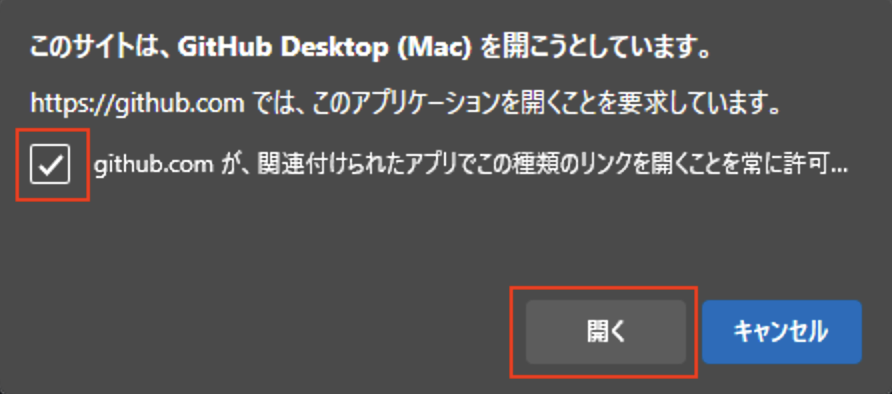 このサイトは、GitHub Desktop (Mac) を開こうとしています。
https://github.com では、このアプリケーションを開くことを要求しています。
github.com が、関連付けられたアプリでこの種類のリンクを開くことを常に許可...
開く
キャンセル